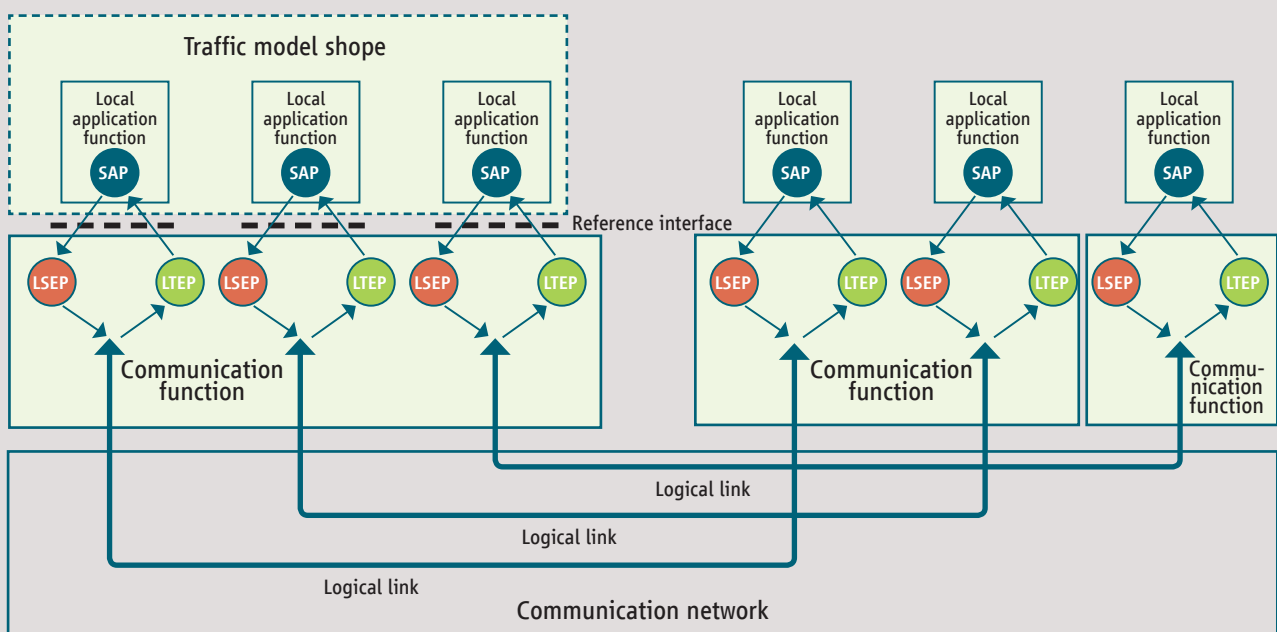 Traffic model shope
Local
application
function
SAP
Local
application
function
SAP
Local
application
function
SAP
Local
application
function
SAP
Local
application
function
SAP
Local
application
function
SAP
Reference interface
LSEP
LTEP
LSEP
LTEP
LSEP
LTEP
LSEP
LTEP
LSEP
LTEP
LSEP
LTEP
Communication
function
Communication
function
Commu-
nication
function
Logical link
Logical link
Logical link
Communication network